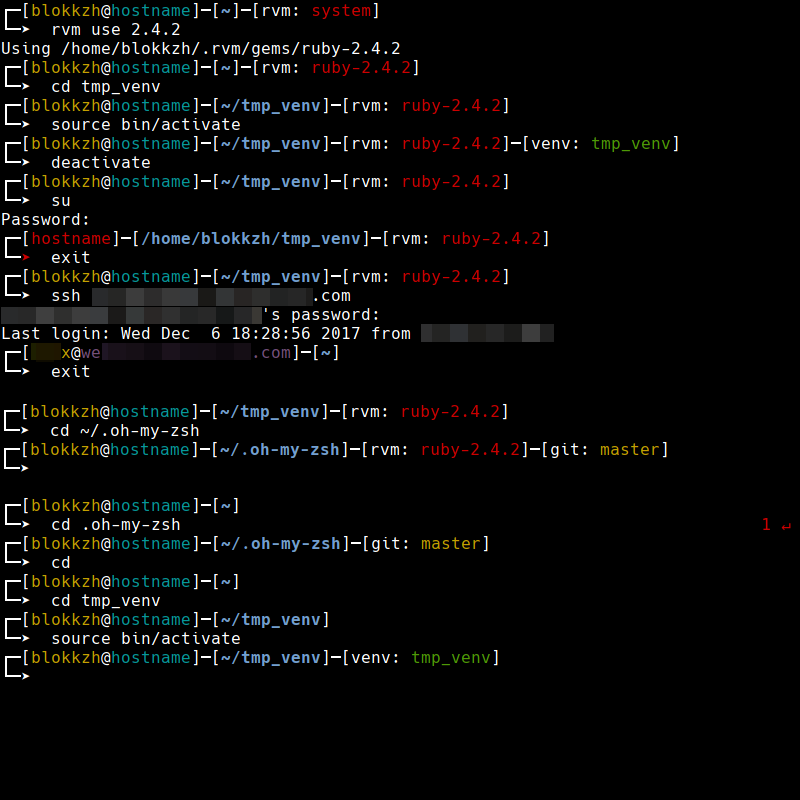 ┌─[blokkzh@hostname]─[~]─[rvm: system]
└─➤  rvm use 2.4.2
Using /home/blokkzh/.rvm/gems/ruby-2.4.2
┌─[blokkzh@hostname]─[~]─[rvm: ruby-2.4.2]
└─➤  cd tmp_venv
┌─[blokkzh@hostname]─[~/tmp_venv]─[rvm: ruby-2.4.2]
└─➤  source bin/activate
┌─[blokkzh@hostname]─[~/tmp_venv]─[rvm: ruby-2.4.2]─[venv: tmp_venv]
└─➤  deactivate
┌─[blokkzh@hostname]─[~/tmp_venv]─[rvm: ruby-2.4.2]
└─➤  su
Password:
┌─[hostname]─[/home/blokkzh/tmp_venv]─[rvm: ruby-2.4.2]
└─➤  exit
┌─[blokkzh@hostname]─[~/tmp_venv]─[rvm: ruby-2.4.2]
└─➤  ssh .com
's password:
Last login: Wed Dec  6 18:28:56 2017 from
┌─[x@we.com]─[~]
└─➤  exit
┌─[blokkzh@hostname]─[~/tmp_venv]─[rvm: ruby-2.4.2]
└─➤  cd ~/.oh-my-zsh
┌─[blokkzh@hostname]─[~/.oh-my-zsh]─[rvm: ruby-2.4.2]─[git: master]
└─➤
┌─[blokkzh@hostname]─[~]
└─➤  cd .oh-my-zsh 1 ↵
┌─[blokkzh@hostname]─[~/.oh-my-zsh]─[git: master]
└─➤  cd
┌─[blokkzh@hostname]─[~]
└─➤  cd tmp_venv
┌─[blokkzh@hostname]─[~/tmp_venv]
└─➤  source bin/activate
┌─[blokkzh@hostname]─[~/tmp_venv]─[venv: tmp_venv]
└─➤